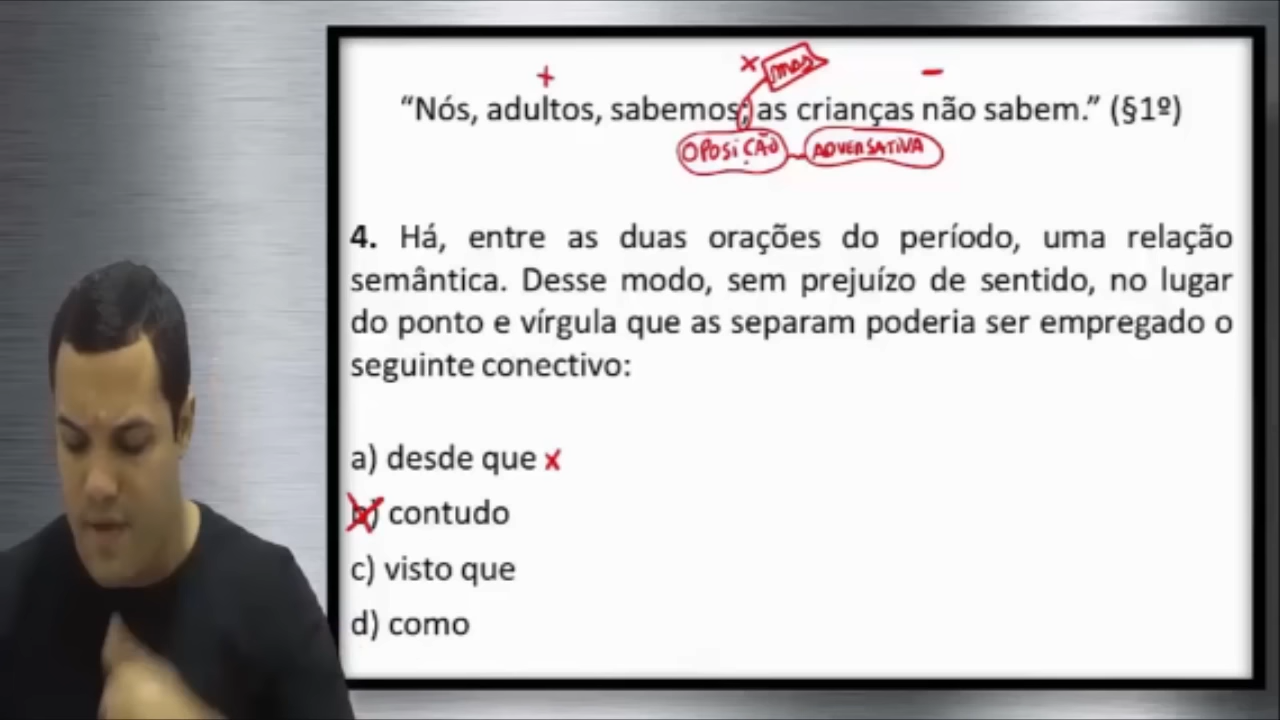 + x mas -
“Nós, adultos, sabemos; as crianças não sabem.” (§1º)
OPOSIÇÃO ADVERSATIVA
4. Há, entre as duas orações do período, uma relação
semântica. Desse modo, sem prejuízo de sentido, no lugar
do ponto e vírgula que as separam poderia ser empregado o
seguinte conectivo:
a) desde que x
b) contudo
c) visto que
d) como